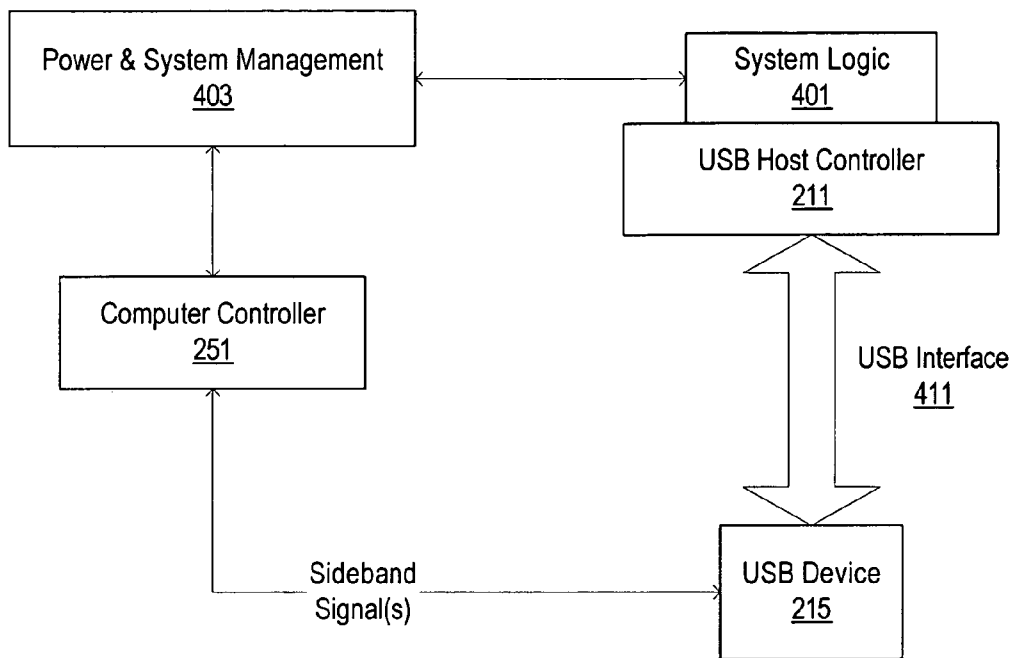 Power & System Management
403
System Logic
401
USB Host Controller
211
Computer Controller
251
USB Interface
411
Sideband
Signal(s)
USB Device
215